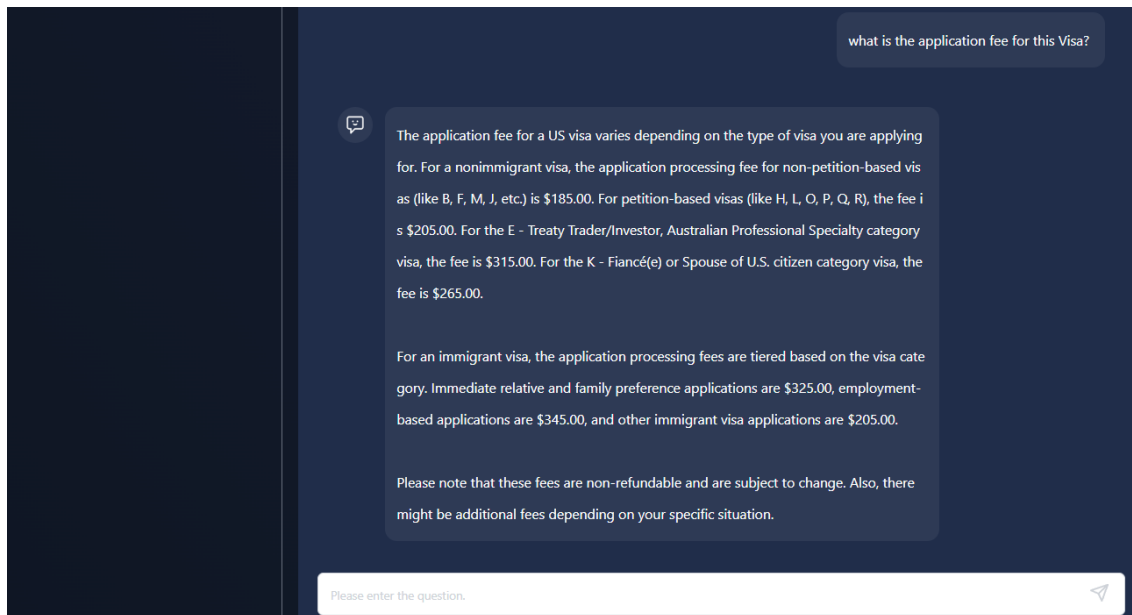 what is the application fee for this Visa?
The application fee for a US visa varies depending on the type of visa you are applying
for. For a nonimmigrant visa, the application processing fee for non-petition-based vis
as (like B, F, M, J, etc.) is $185.00. For petition-based visas (like H, L, O, P, Q, R), the fee i
s $205.00. For the E - Treaty Trader/Investor, Australian Professional Specialty category
visa, the fee is $315.00. For the K - Fiancé(e) or Spouse of U.S. citizen category visa, the
fee is $265.00.
For an immigrant visa, the application processing fees are tiered based on the visa cate
gory. Immediate relative and family preference applications are $325.00, employment-
based applications are $345.00, and other immigrant visa applications are $205.00.
Please note that these fees are non-refundable and are subject to change. Also, there
might be additional fees depending on your specific situation.
Please enter the question.